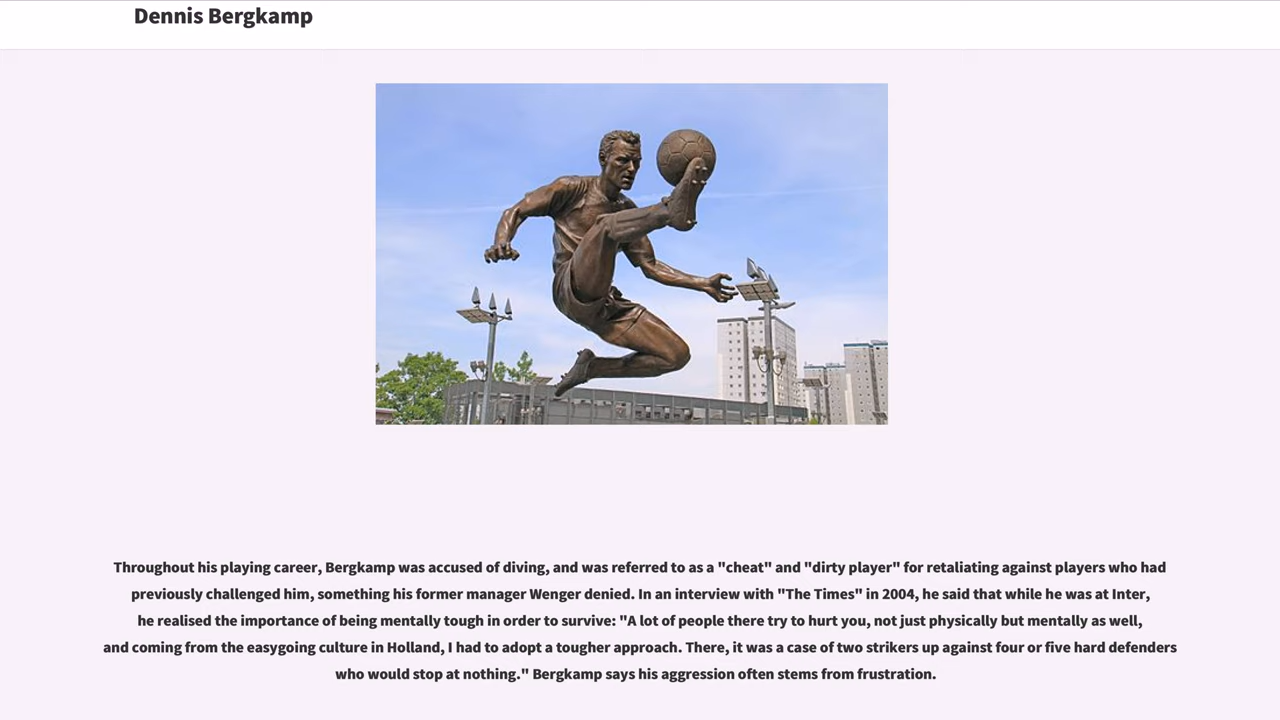 Dennis Bergkamp
Throughout his playing career, Bergkamp was accused of diving, and was referred to as a "cheat" and "dirty player" for retaliating against players who had
previously challenged him, something his former manager Wenger denied. In an interview with "The Times" in 2004, he said that while he was at Inter,
he realised the importance of being mentally tough in order to survive: "A lot of people there try to hurt you, not just physically but mentally as well,
and coming from the easygoing culture in Holland, I had to adopt a tougher approach. There, it was a case of two strikers up against four or five hard defenders
who would stop at nothing." Bergkamp says his aggression often stems from frustration.